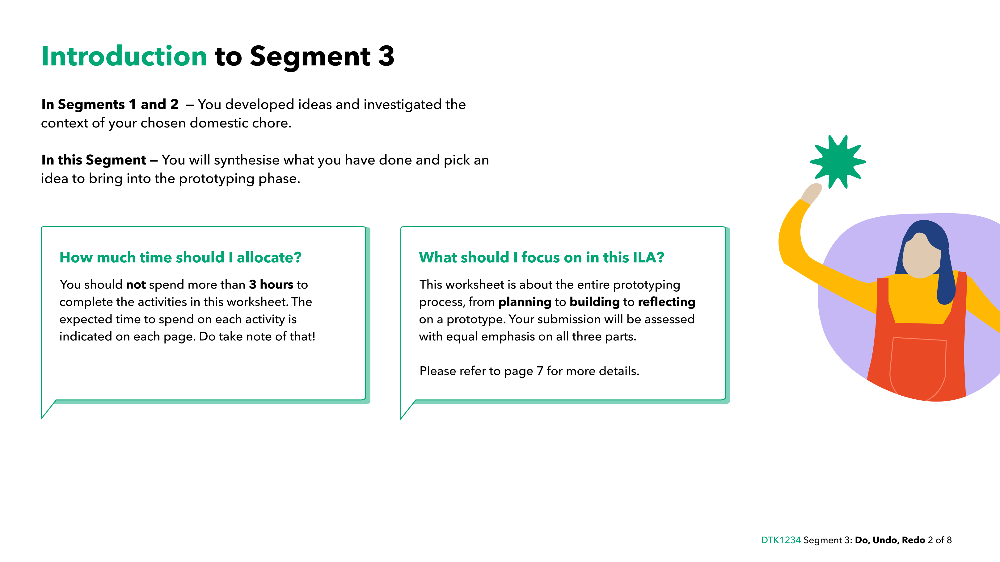 Introduction to Segment 3
In Segments 1 and 2 – You developed ideas and investigated the
context of your chosen domestic chore.
In this Segment – You will synthesise what you have done and pick an
idea to bring into the prototyping phase.
How much time should I allocate?
You should not spend more than 3 hours to
complete the activities in this worksheet. The
expected time to spend on each activity is
indicated on each page. Do take note of that!
What should I focus on in this ILA?
This worksheet is about the entire prototyping
process, from planning to building to reflecting
on a prototype. Your submission will be assessed
with equal emphasis on all three parts.
Please refer to page 7 for more details.
DTK1234 Segment 3: Do, Undo, Redo 2 of 8